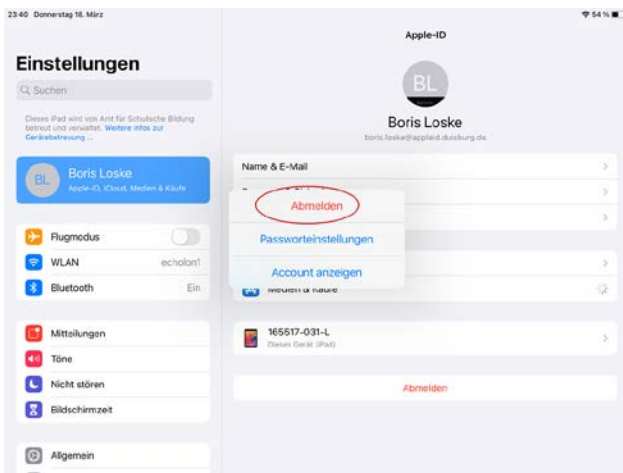 23:40 Donnerstag 18. März
54 %
Einstellungen
Suchen
Dieses iPad wird von Amt für Schulische Bildung
betreut und verwaltet. Weitere Infos zur
Gerätebetreuung ...
BL
Boris Loske
Apple-ID, iCloud, Medien & Käufe
Flugmodus
WLAN
echolon1
Bluetooth
Ein
Mitteilungen
Töne
Nicht stören
Bildschirmzeit
Allgemein
Apple-ID
BL
Boris Loske
boris.loske@appleid.duisburg.de
Name & E-Mail
Abmelden
Passworteinstellungen
Account anzeigen
Medien & Käufe
165517-031-L
Dieses Gerät (iPad)
Abmelden